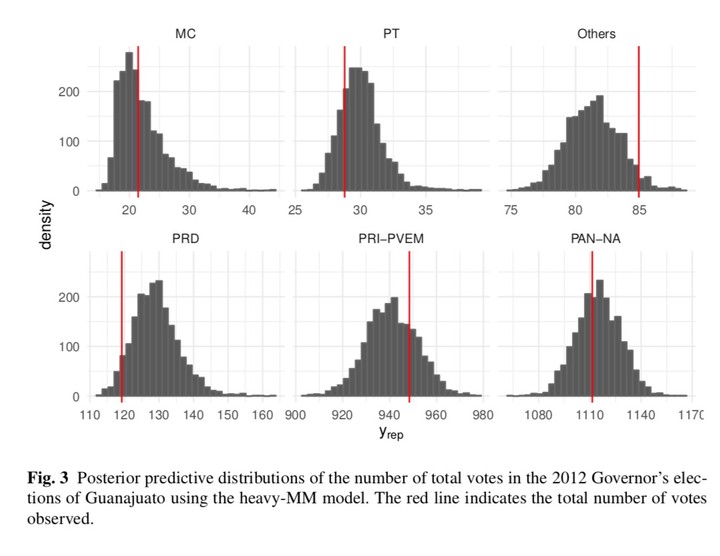 MC PT Others
200
100
0
20 30 40 25 30 35 75 80 85
density
PRD PRI−PVEM PAN−NA
200
100
0
110 120 130 140 150 160 900 920 940 960 980 1080 1110 1140 1170
yrep
Fig. 3 Posterior predictive distributions of the number of total votes in the 2012 Governor’s elec-
tions of Guanajuato using the heavy-MM model. The red line indicates the total number of votes
observed.